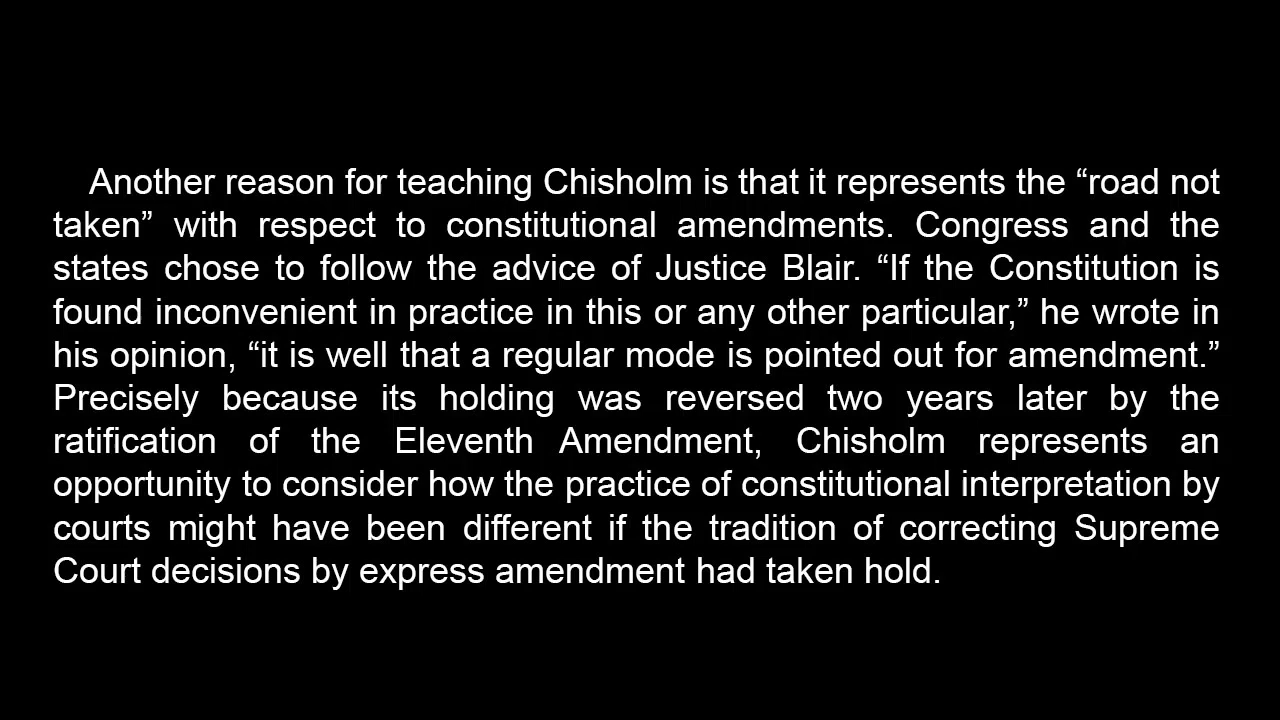 Another reason for teaching Chisholm is that it represents the “road not
taken” with respect to constitutional amendments. Congress and the
states chose to follow the advice of Justice Blair. “If the Constitution is
found inconvenient in practice in this or any other particular,” he wrote in
his opinion, “it is well that a regular mode is pointed out for amendment.”
Precisely because its holding was reversed two years later by the
ratification of the Eleventh Amendment, Chisholm represents an
opportunity to consider how the practice of constitutional interpretation by
courts might have been different if the tradition of correcting Supreme
Court decisions by express amendment had taken hold.